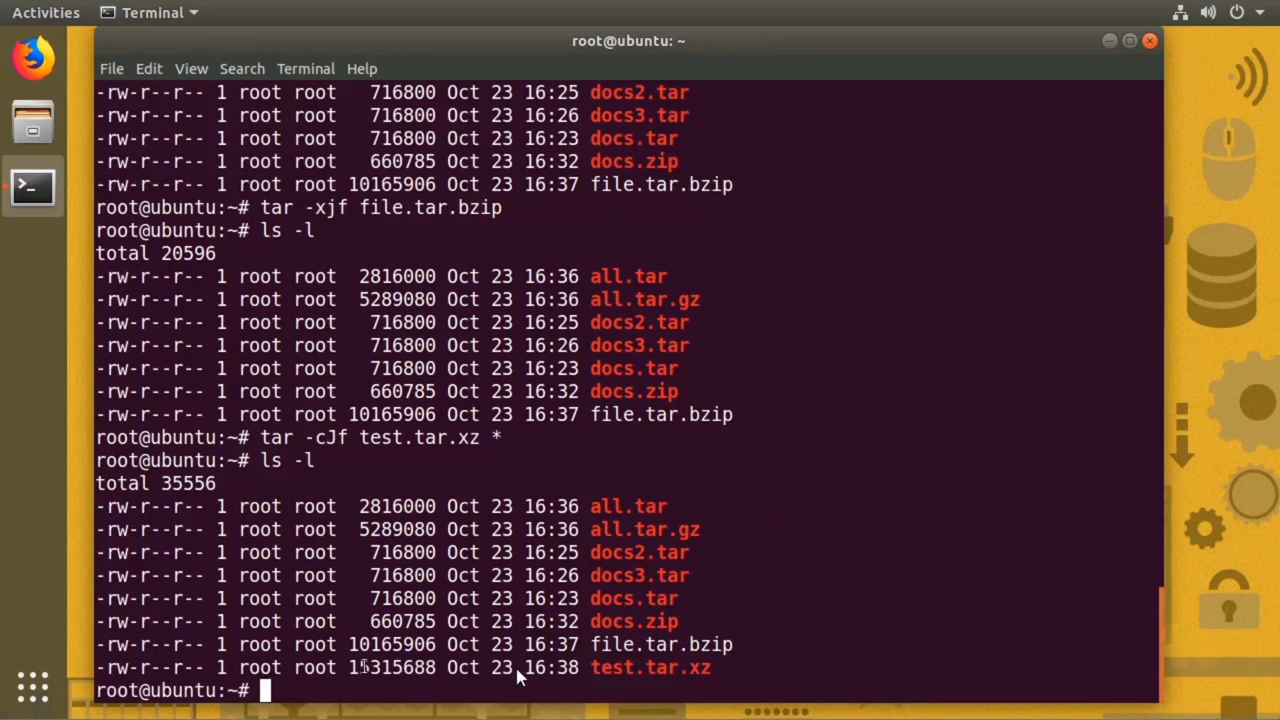 Activities
Terminal
root@ubuntu: ~
File Edit View Search Terminal Help
-rw-r--r-- 1 root root 716800 Oct 23 16:25 docs2.tar
-rw-r--r-- 1 root root 716800 Oct 23 16:26 docs3.tar
-rw-r--r-- 1 root root 716800 Oct 23 16:23 docs.tar
-rw-r--r-- 1 root root 660785 Oct 23 16:32 docs.zip
-rw-r--r-- 1 root root 10165906 Oct 23 16:37 file.tar.bzip
root@ubuntu:~# tar -xjf file.tar.bzip
root@ubuntu:~# ls -l
total 20596
-rw-r--r-- 1 root root 2816000 Oct 23 16:36 all.tar
-rw-r--r-- 1 root root 5289080 Oct 23 16:36 all.tar.gz
-rw-r--r-- 1 root root 716800 Oct 23 16:25 docs2.tar
-rw-r--r-- 1 root root 716800 Oct 23 16:26 docs3.tar
-rw-r--r-- 1 root root 716800 Oct 23 16:23 docs.tar
-rw-r--r-- 1 root root 660785 Oct 23 16:32 docs.zip
-rw-r--r-- 1 root root 10165906 Oct 23 16:37 file.tar.bzip
root@ubuntu:~# tar -cJf test.tar.xz *
root@ubuntu:~# ls -l
total 35556
-rw-r--r-- 1 root root 2816000 Oct 23 16:36 all.tar
-rw-r--r-- 1 root root 5289080 Oct 23 16:36 all.tar.gz
-rw-r--r-- 1 root root 716800 Oct 23 16:25 docs2.tar
-rw-r--r-- 1 root root 716800 Oct 23 16:26 docs3.tar
-rw-r--r-- 1 root root 716800 Oct 23 16:23 docs.tar
-rw-r--r-- 1 root root 660785 Oct 23 16:32 docs.zip
-rw-r--r-- 1 root root 10165906 Oct 23 16:37 file.tar.bzip
-rw-r--r-- 1 root root 15315688 Oct 23 16:38 test.tar.xz
root@ubuntu:~#